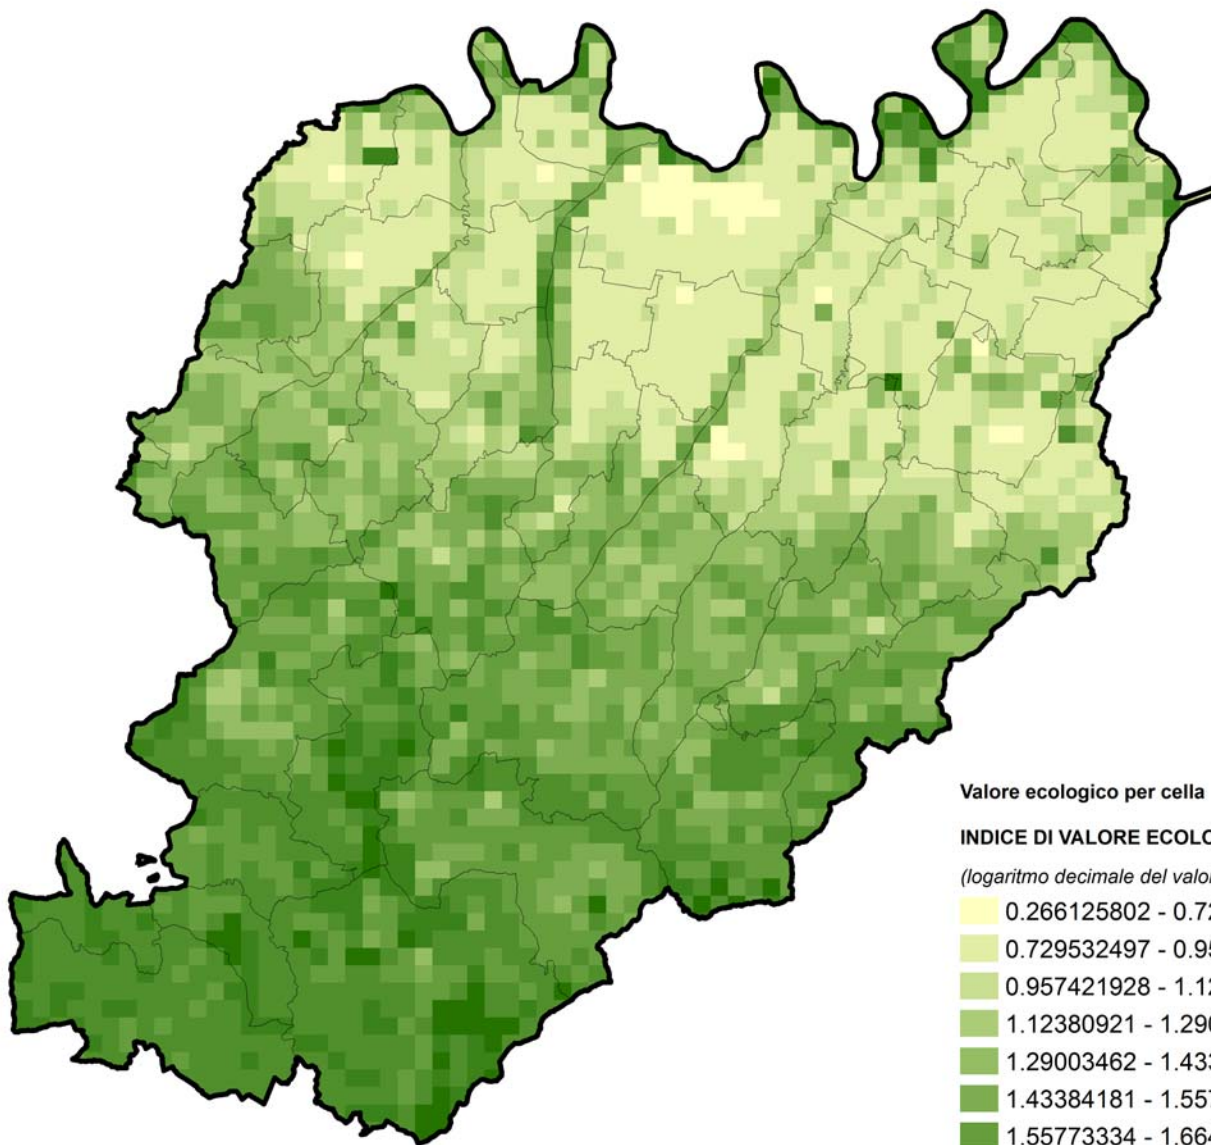 Valore ecologico per cella
INDICE DI VALORE ECOLO
(logaritmo decimale del valor
0.266125802 - 0.72
0.729532497 - 0.95
0.957421928 - 1.12
1.12380921 - 1.290
1.29003462 - 1.433
1.43384181 - 1.557
1.55773334 - 1.664